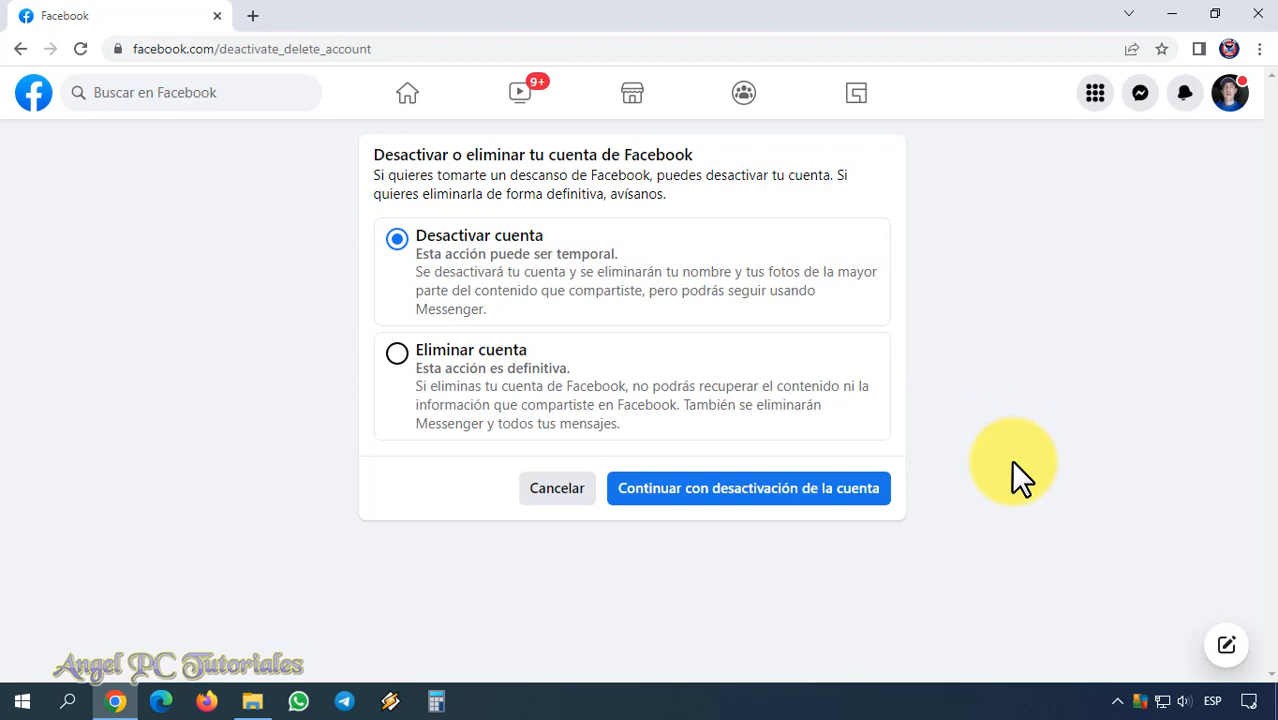 Facebook
facebook.com/deactivate_delete_account
Buscar en Facebook
9+
Desactivar o eliminar tu cuenta de Facebook
Si quieres tomarte un descanso de Facebook, puedes desactivar tu cuenta. Si
quieres eliminarla de forma definitiva, avísanos.
Desactivar cuenta
Esta acción puede ser temporal.
Se desactivará tu cuenta y se eliminarán tu nombre y tus fotos de la mayor
parte del contenido que compartiste, pero podrás seguir usando
Messenger.
Eliminar cuenta
Esta acción es definitiva.
Si eliminas tu cuenta de Facebook, no podrás recuperar el contenido ni la
información que compartiste en Facebook. También se eliminarán
Messenger y todos tus mensajes.
Cancelar
Continuar con desactivación de la cuenta
Angel PC Tutoriales
ESP